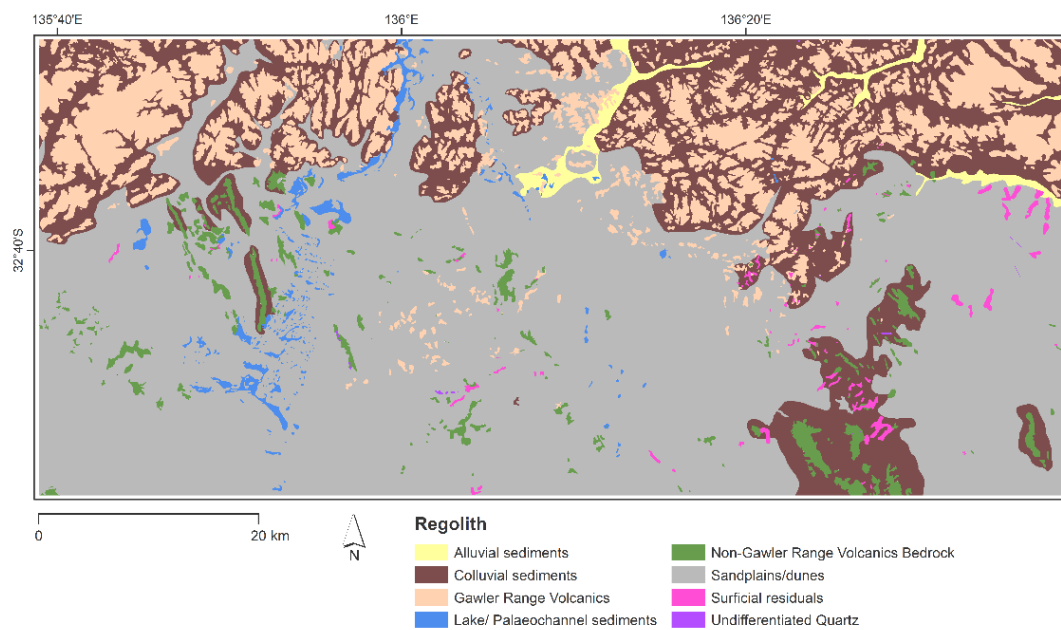 135°40'E
136°E
136°20'E
32°40'S
0
20 km
N
Regolith
Alluvial sediments
Colluvial sediments
Gawler Range Volcanics
Lake/ Palaeochannel sediments
Non-Gawler Range Volcanics Bedrock
Sandplains/dunes
Surficial residuals
Undifferentiated Quartz